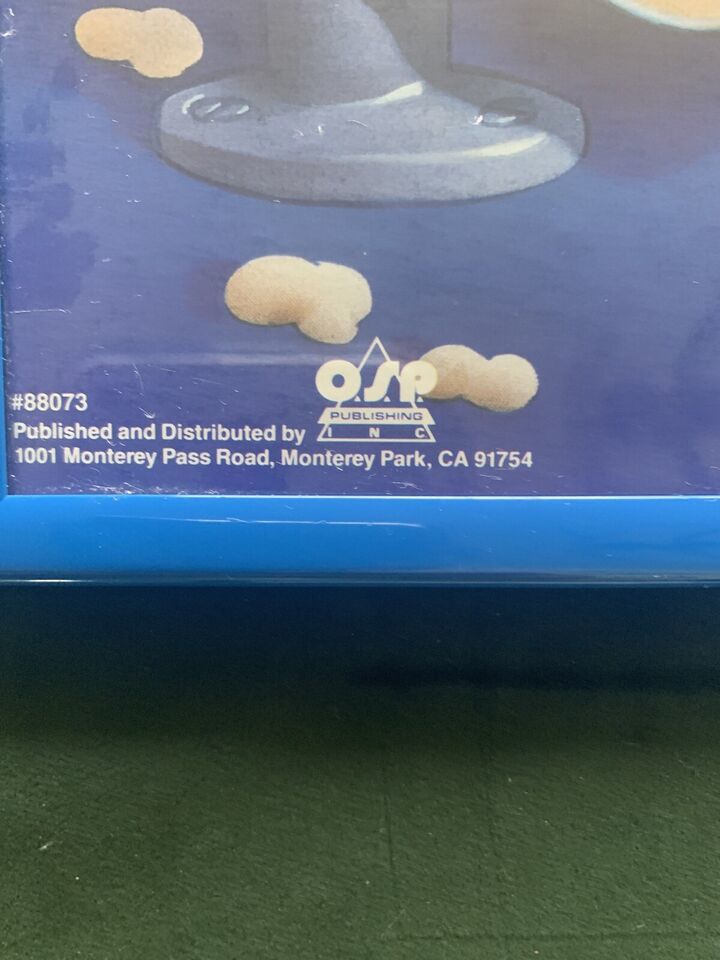 #88073
Published and Distributed by
O.S.P.
PUBLISHING
INC
1001 Monterey Pass Road, Monterey Park, CA 91754